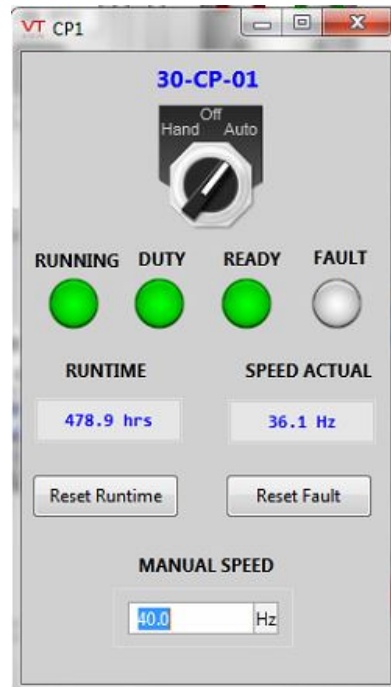 VT CP1
30-CP-01
Off
Hand Auto
RUNNING DUTY READY FAULT
RUNTIME SPEED ACTUAL
478.9 hrs 36.1 Hz
Reset Runtime Reset Fault
MANUAL SPEED
40.0 Hz